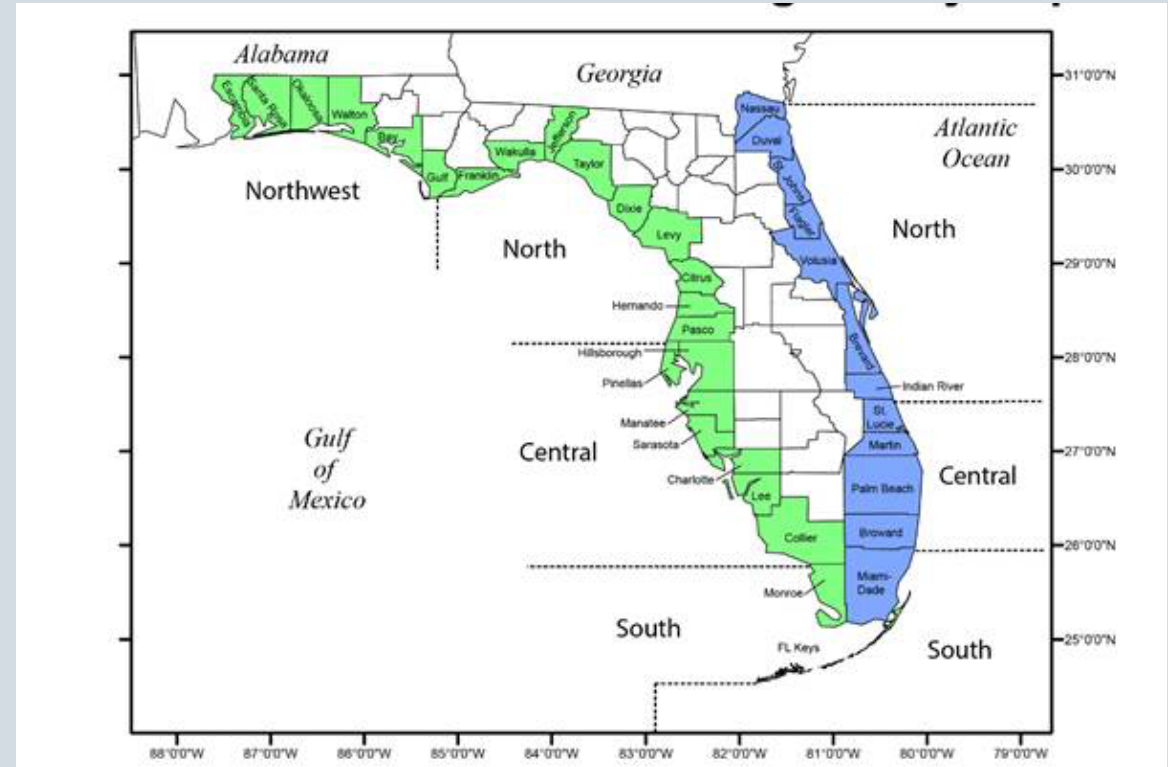 Alabama
Georgia
Atlantic
Ocean
Escambia
Santa Rosa
Okaloosa
Walton
Bay
Gulf
Franklin
Wakulla
Jefferson
Taylor
Dixie
Levy
Citrus
Hernando
Pasco
Hillsborough
Pinellas
Manatee
Sarasota
Charlotte
Lee
Collier
Monroe
FL Keys
Nassau
Duval
St. Johns
Flagler
Volusia
Brevard
Indian River
St.
Lucie
Martin
Palm Beach
Broward
Miami-
Dade
Northwest
North
Central
South
North
Central
South
Gulf
of
Mexico
31°0'0"N
30°0'0"N
29°0'0"N
28°0'0"N
27°0'0"N
26°0'0"N
25°0'0"N
88°0'0"W
87°0'0"W
86°0'0"W
85°0'0"W
84°0'0"W
83°0'0"W
82°0'0"W
81°0'0"W
80°0'0"W
79°0'0"W